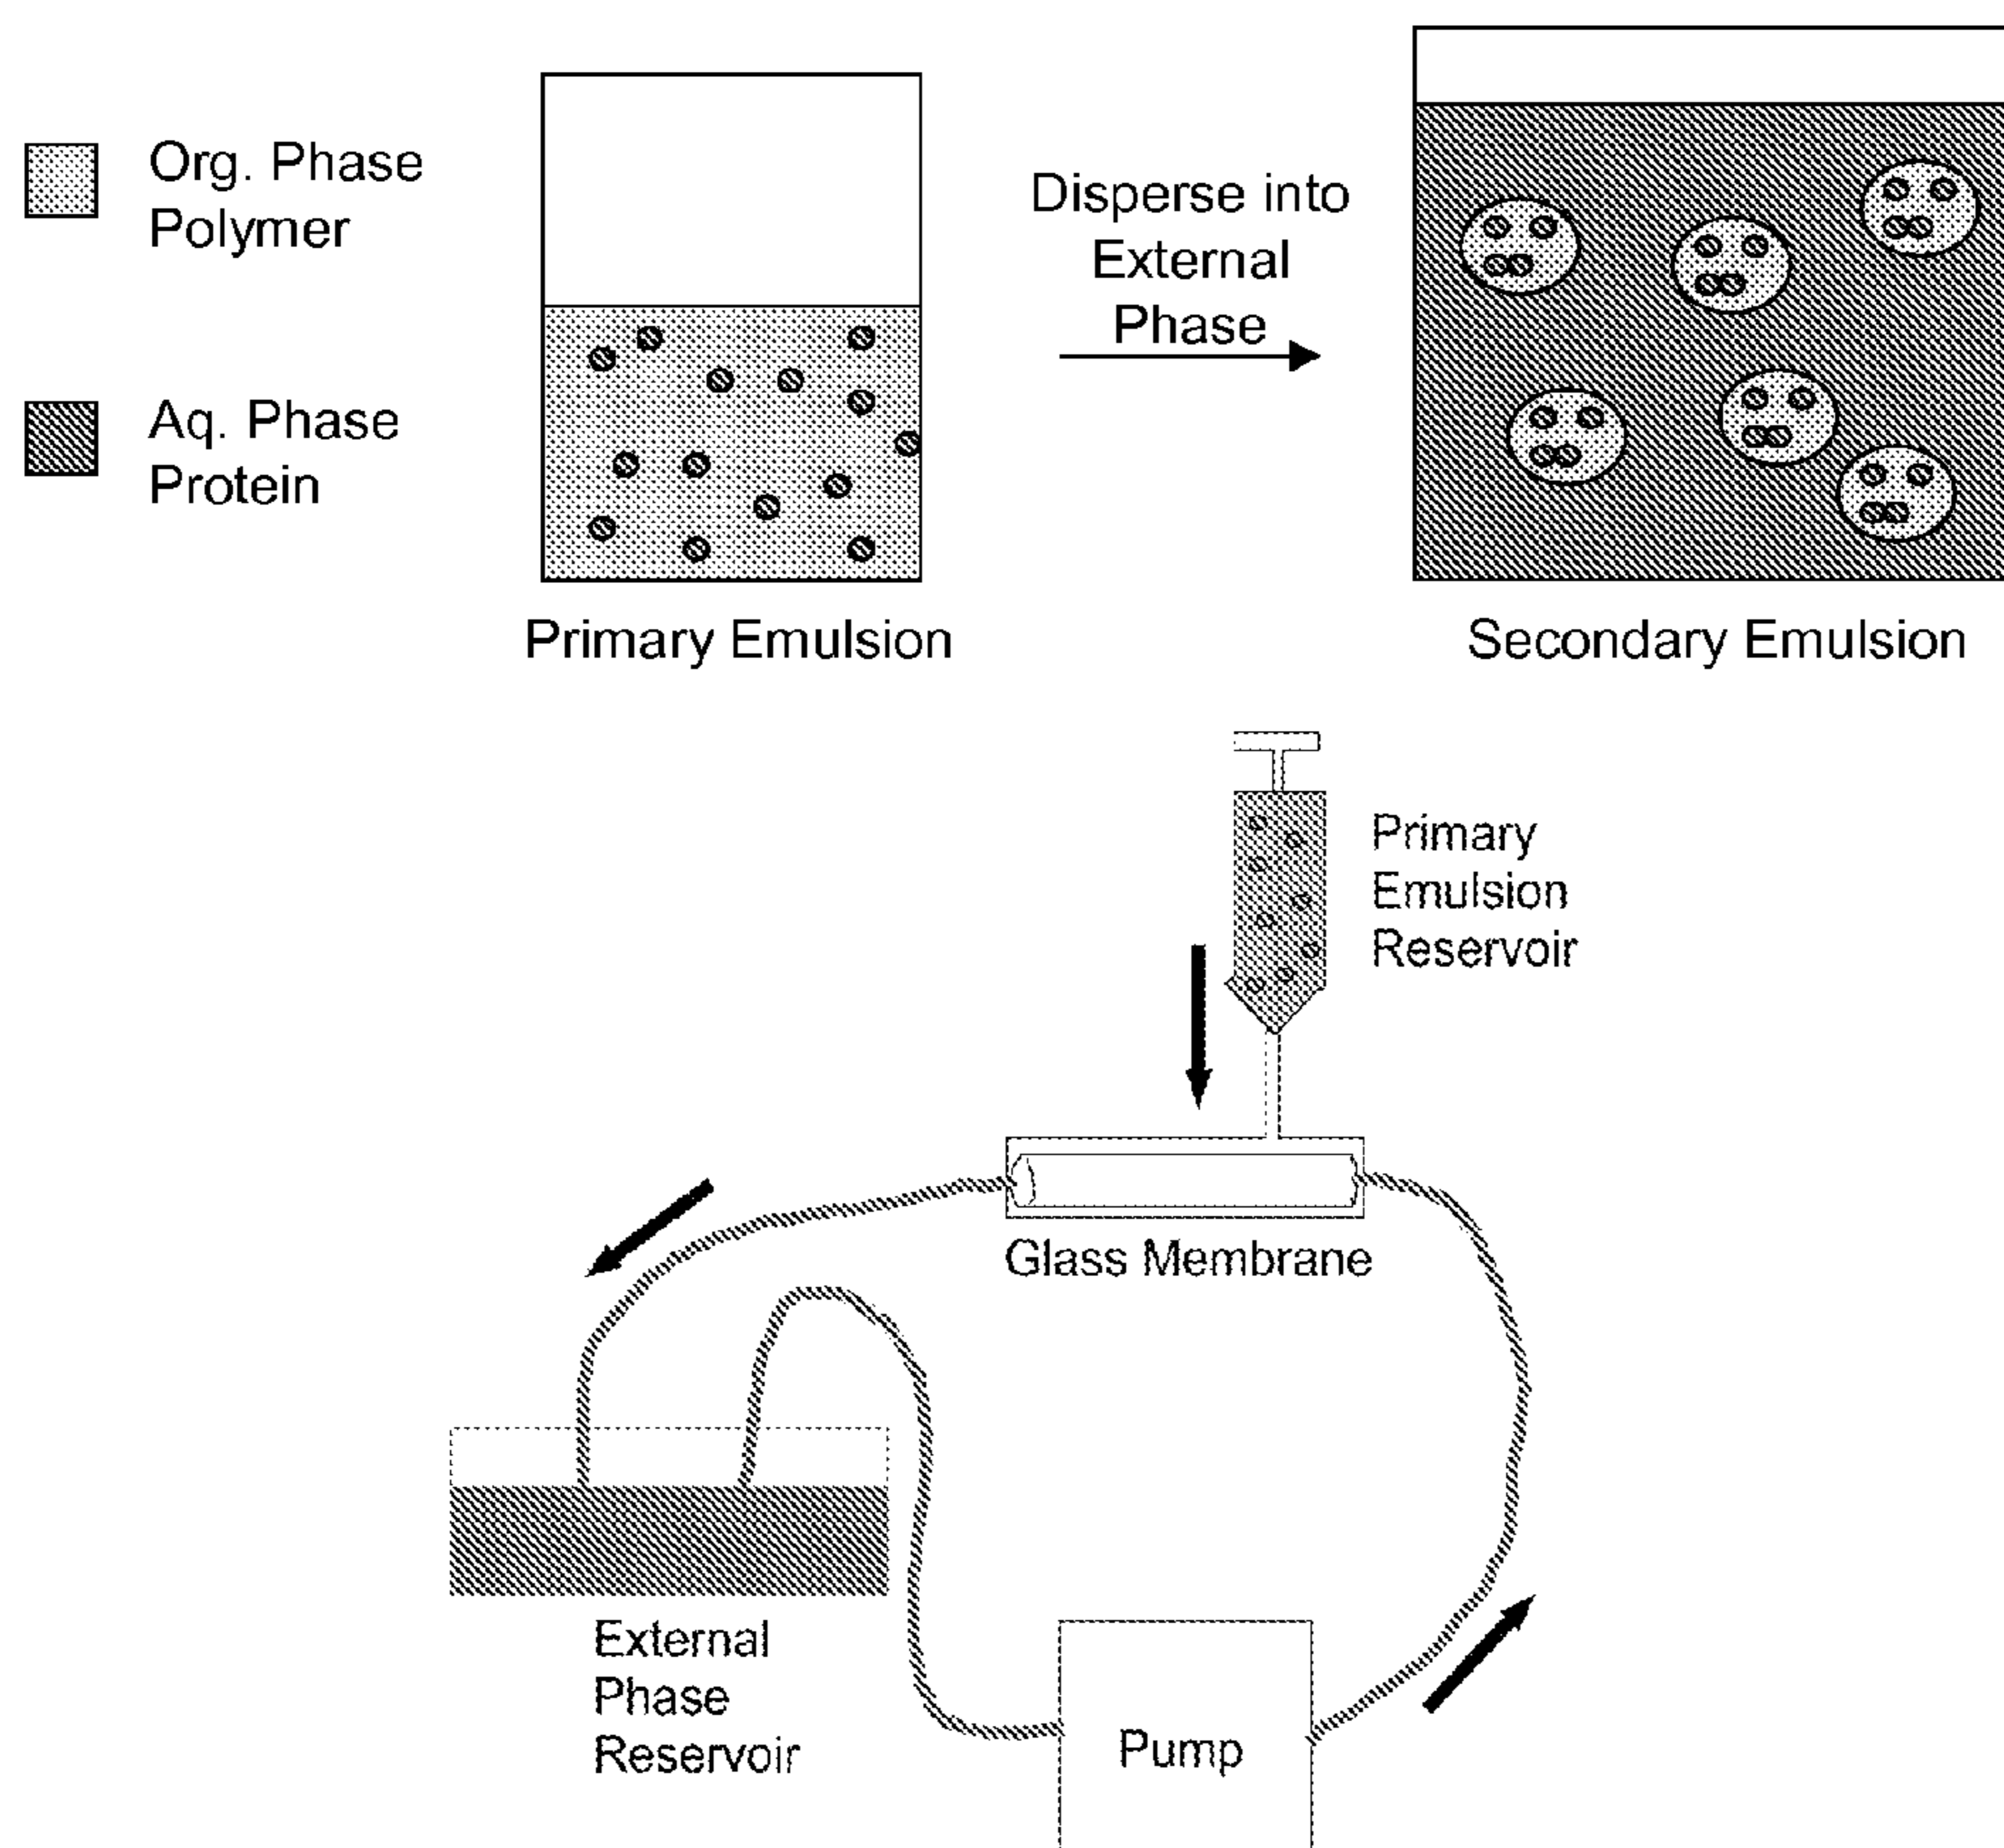 Org. Phase
Polymer
Aq. Phase
Protein
Disperse into
External
Phase
Primary Emulsion
Secondary Emulsion
Primary
Emulsion
Reservoir
Glass Membrane
External
Phase
Reservoir
Pump